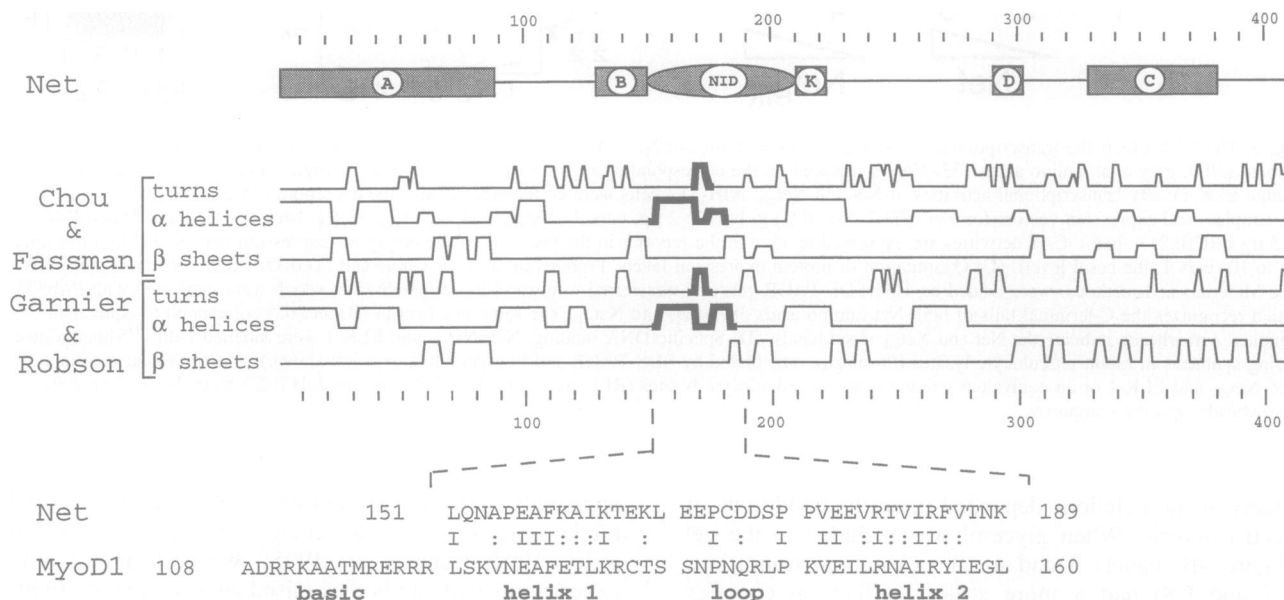 100 200 300 400
Net A B NID K D C
Chou & Fassman
turns
α helices
β sheets
Garnier & Robson
turns
α helices
β sheets
100 200 300 400
Net 151 LQNAPEAFKAIKTEKL EEPCDDSP PVEEVRTVIRFVTNK 189
I : III::: : I I II I:II:I::
MyoD1 108 ADRRKAATMRERRR LSKVNEAFETLKRCTS SNPNQRLP KVEILRNAIRYIEGL 160
basic helix 1 loop helix 2